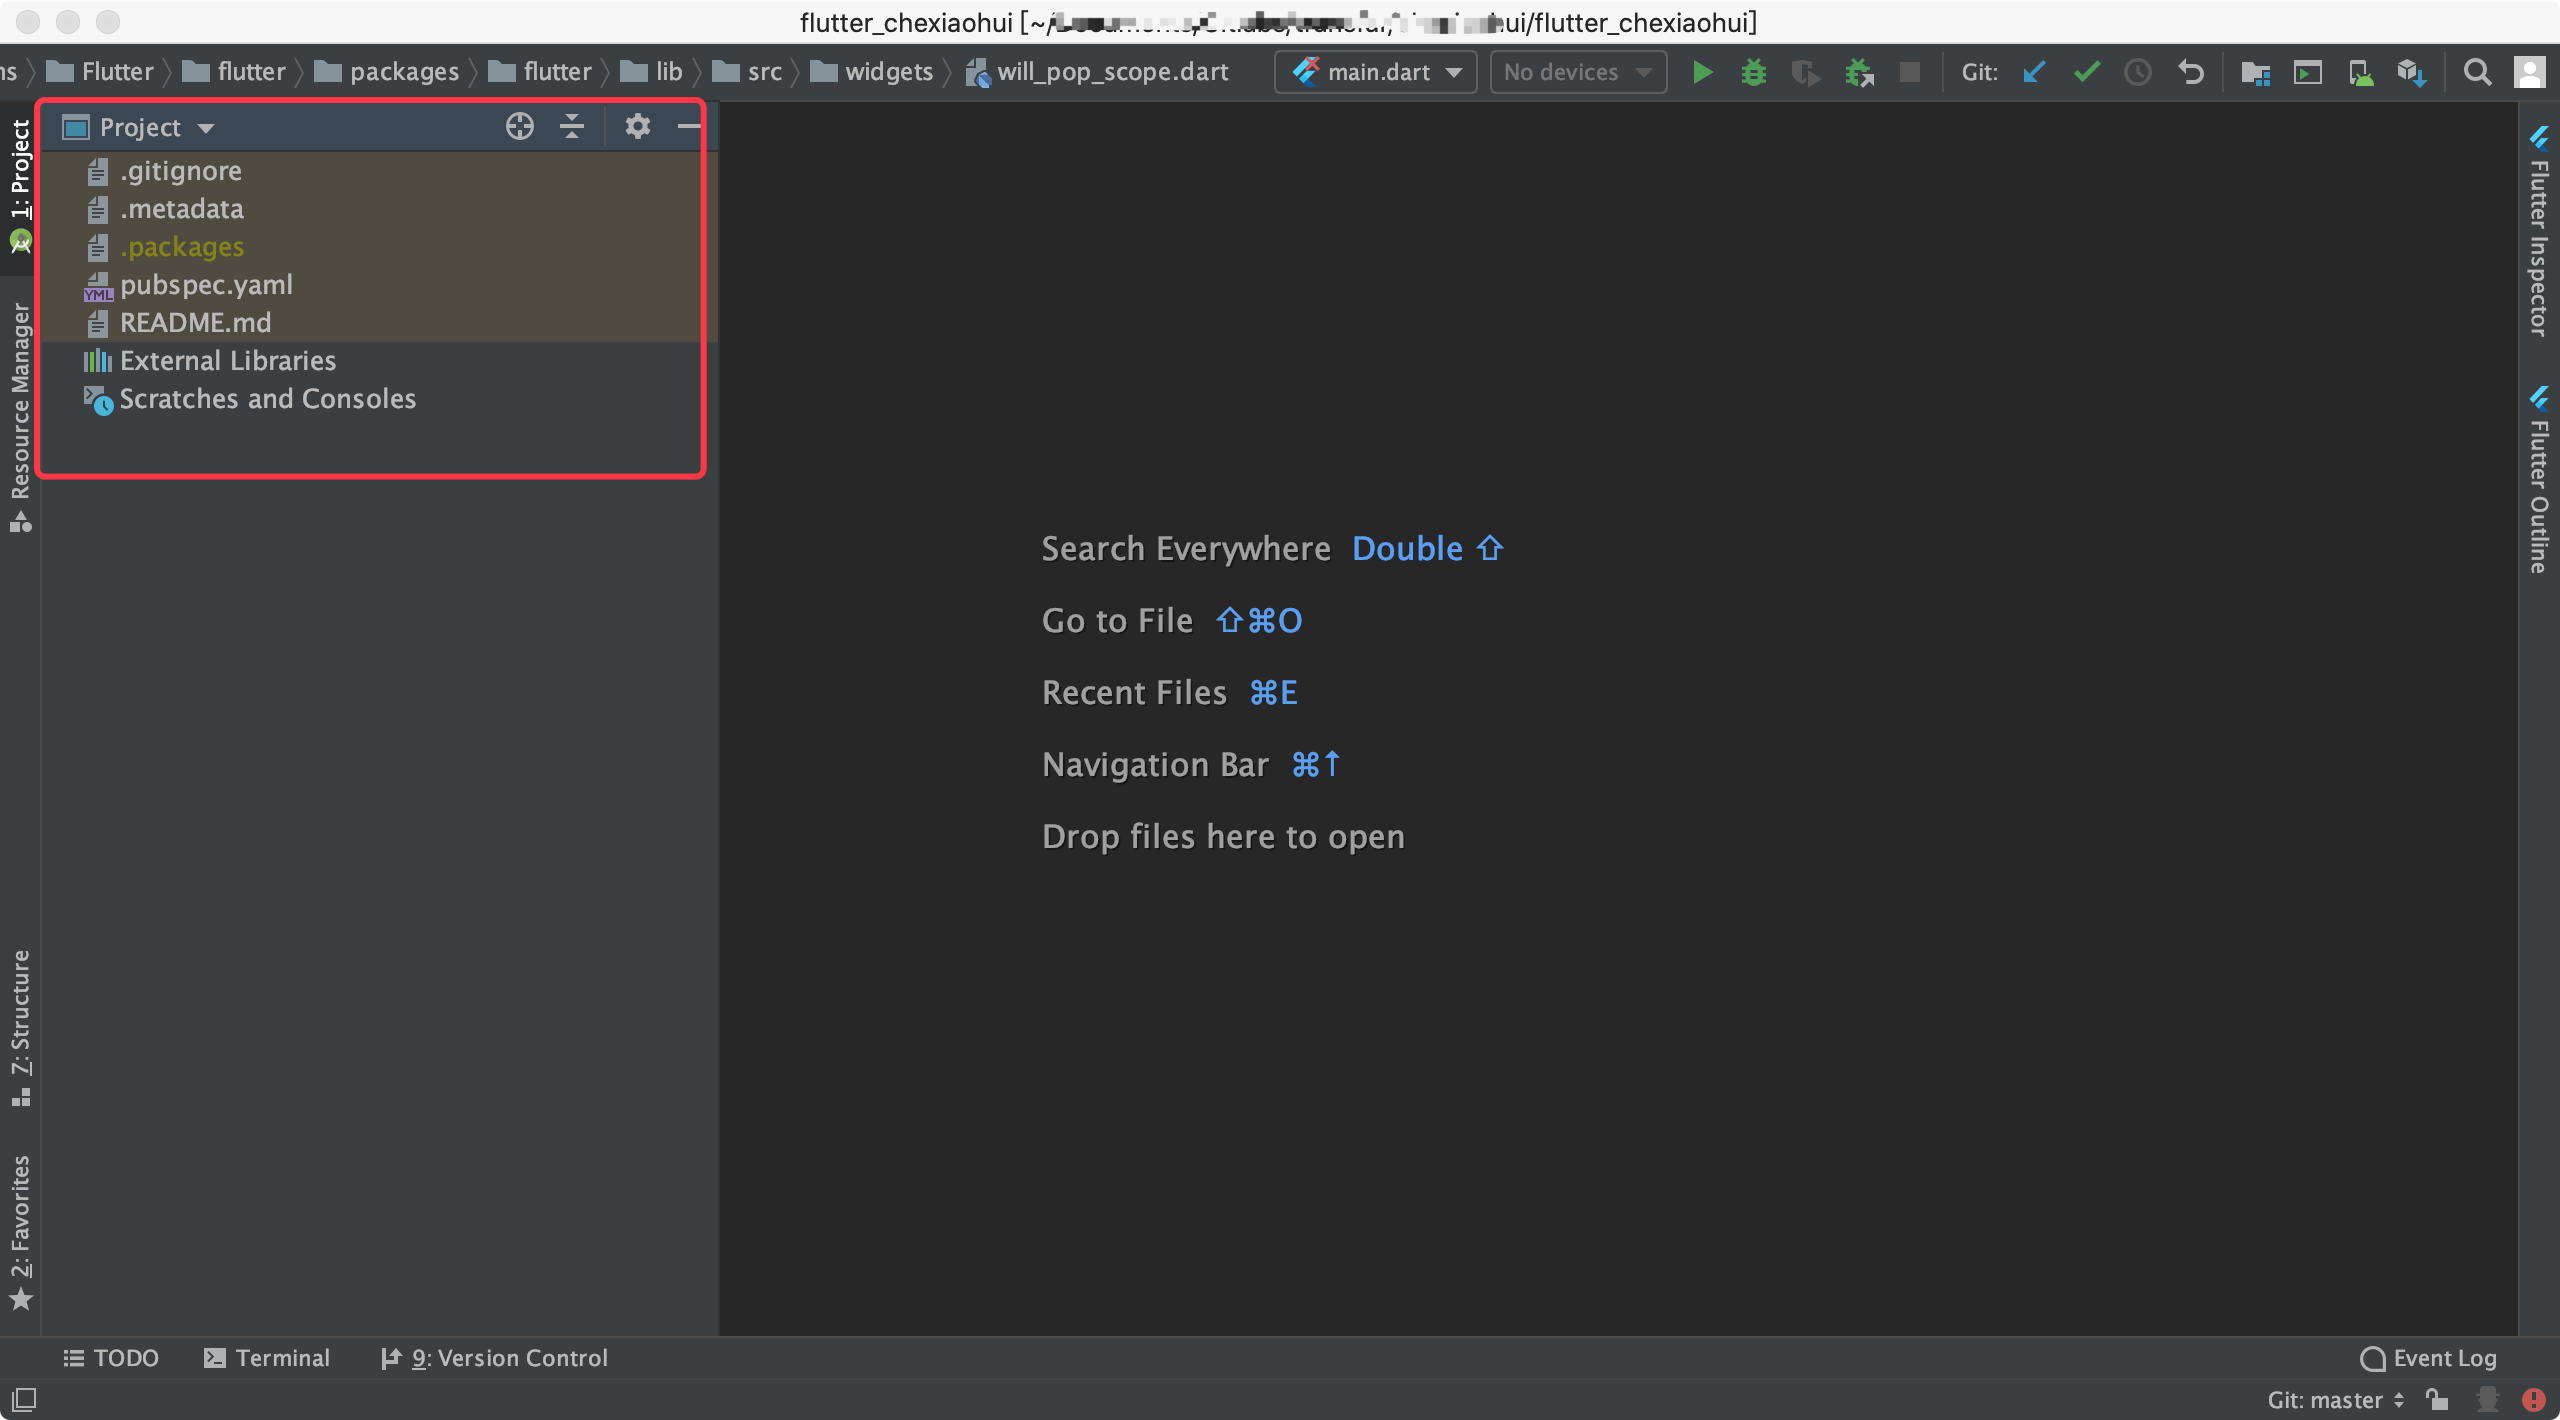 flutter_chexiaohui [~/ ui/flutter_chexiaohui]
ns Flutter flutter packages flutter lib src widgets will_pop_scope.dart main.dart No devices Git:
Project
.gitignore
.metadata
.packages
YML pubspec.yaml
README.md
External Libraries
Scratches and Consoles
1: Project
Resource Manager
7: Structure
2: Favorites
Search Everywhere Double ⇧
Go to File ⇧⌘O
Recent Files ⌘E
Navigation Bar ⌘↑
Drop files here to open
Flutter Inspector
Flutter Outline
TODO Terminal 9: Version Control Event Log
Git: master